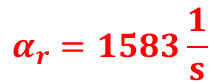 α_r = 1583 1/s